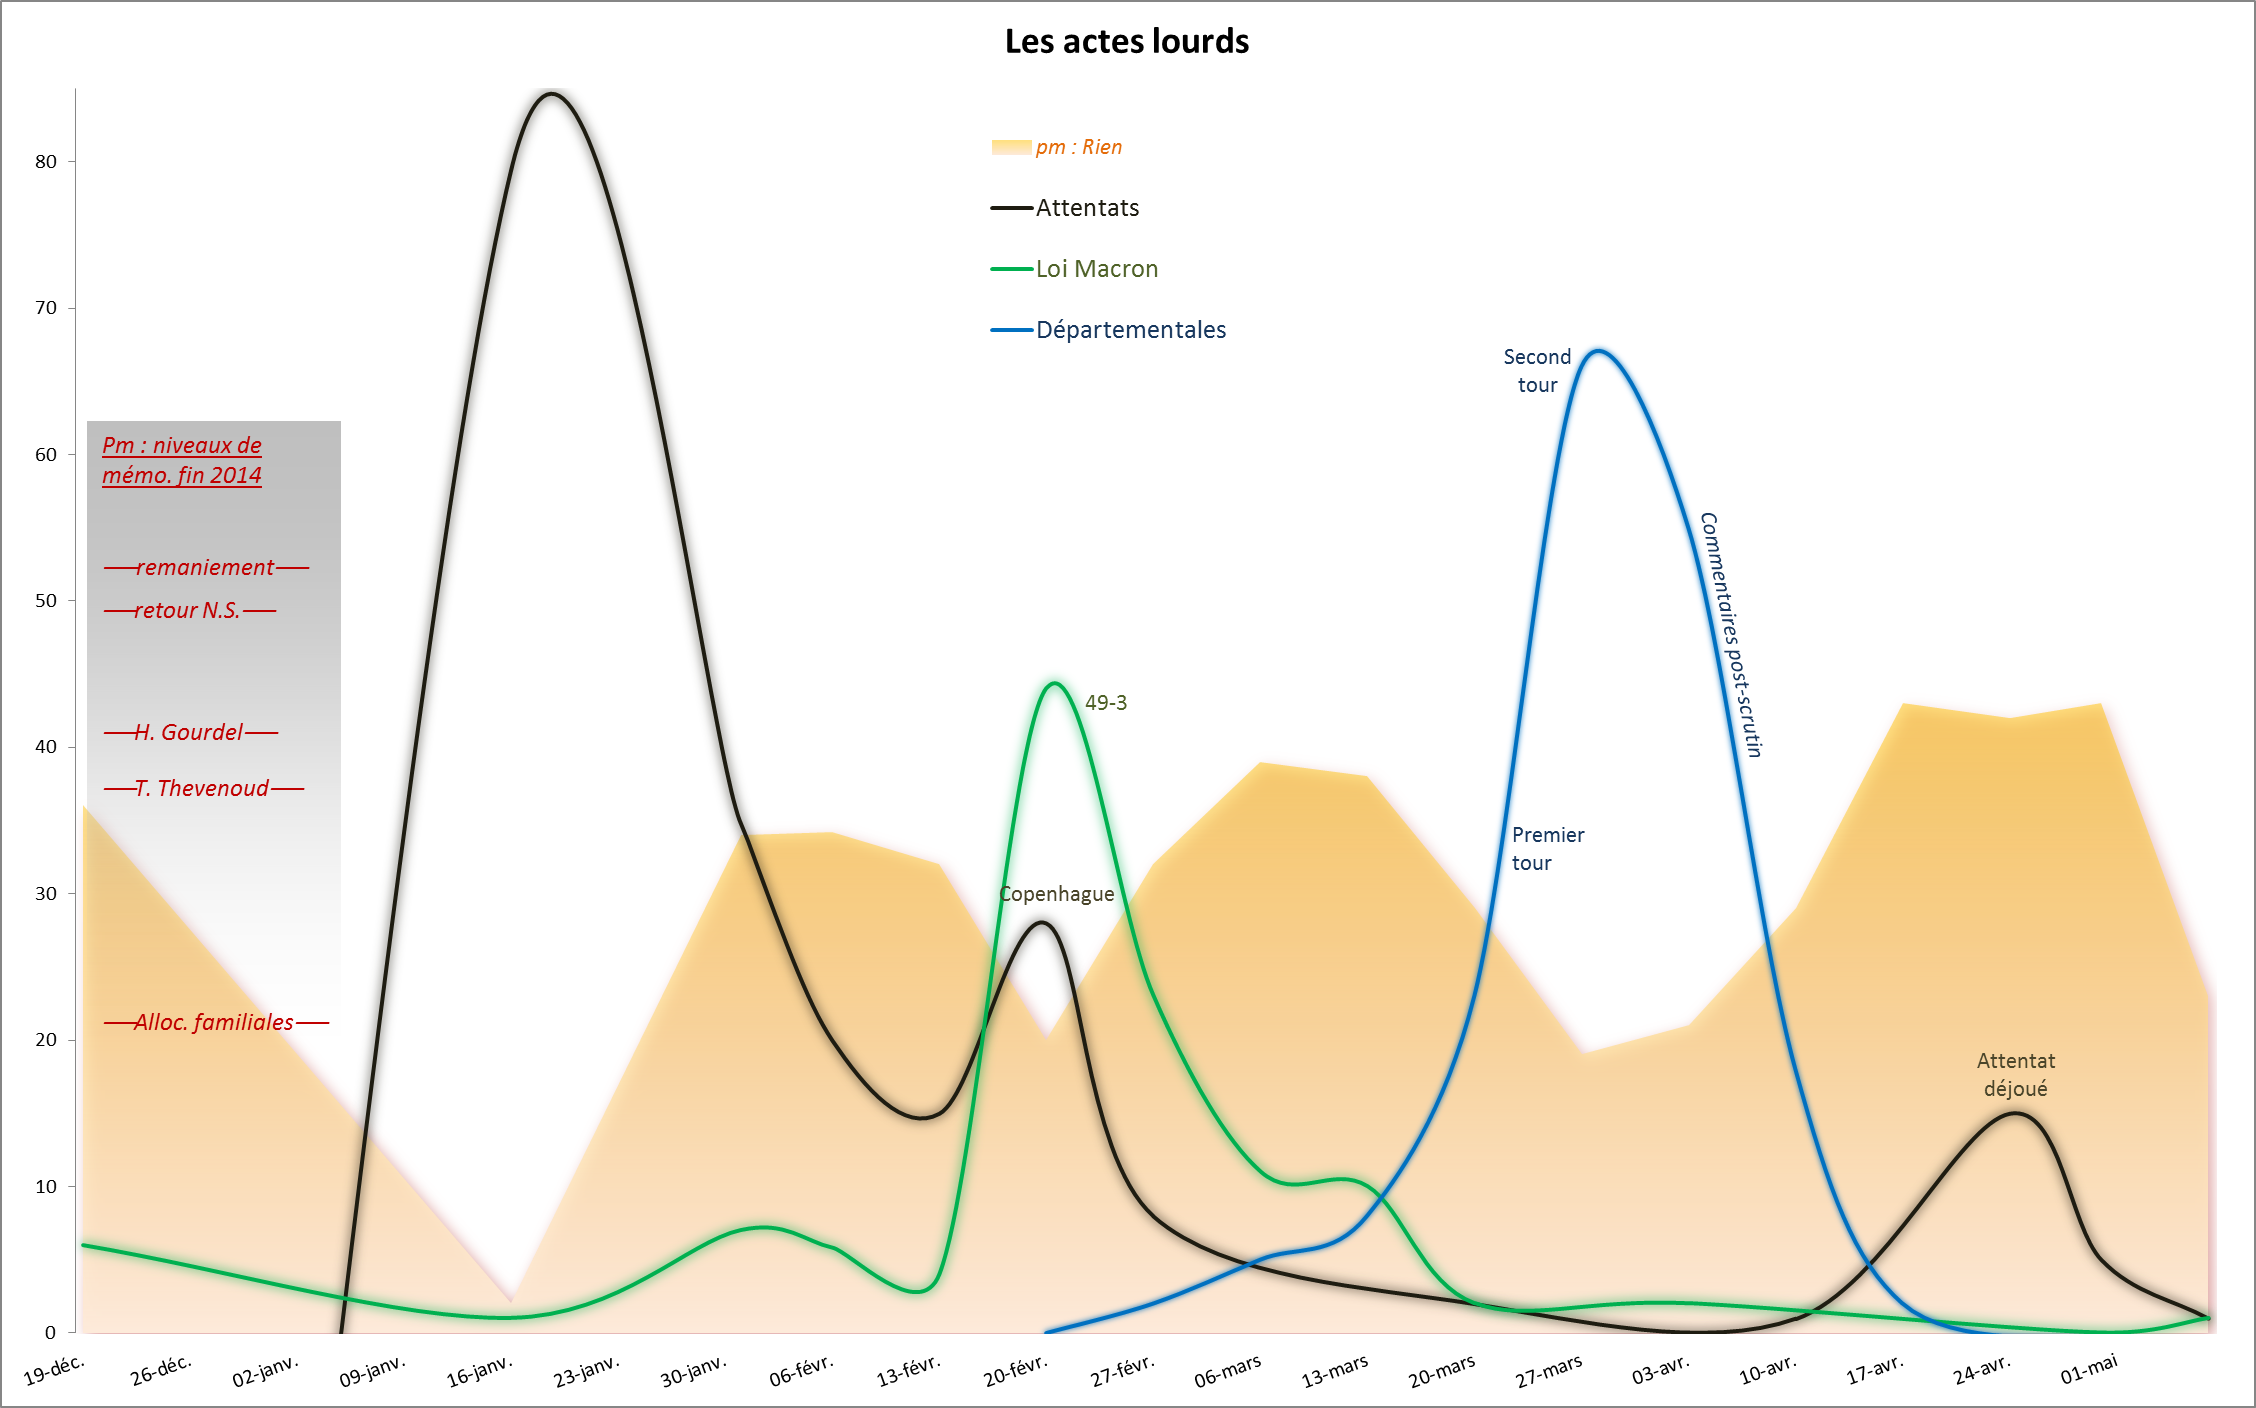 Les actes lourds
pm : Rien
Attentats
Loi Macron
Départementales
80
70
60
50
40
30
20
10
0
Pm : niveaux de
mémo. fin 2014
remaniement
retour N.S.
H. Gourdel
T. Thevenoud
Alloc. familiales
49-3
Copenhague
Second
tour
Premier
tour
Commentaires post-scrutin
Attentat
déjoué
19-déc.
26-déc.
02-janv.
09-janv.
16-janv.
23-janv.
30-janv.
06-févr.
13-févr.
20-févr.
27-févr.
06-mars
13-mars
20-mars
27-mars
03-avr.
10-avr.
17-avr.
24-avr.
01-mai